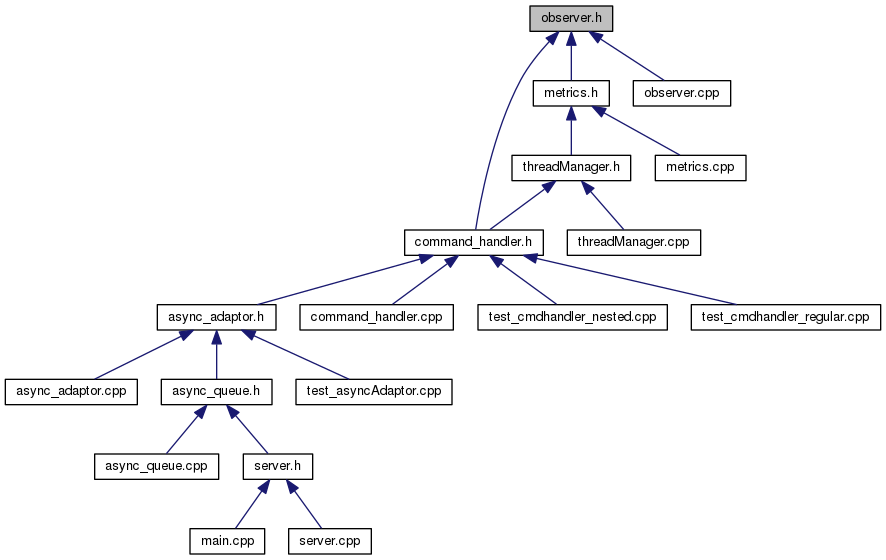 observer.h
metrics.h
observer.cpp
threadManager.h
metrics.cpp
command_handler.h
threadManager.cpp
async_adaptor.h
command_handler.cpp
test_cmdhandler_nested.cpp
test_cmdhandler_regular.cpp
async_adaptor.cpp
async_queue.h
test_asyncAdaptor.cpp
async_queue.cpp
server.h
main.cpp
server.cpp